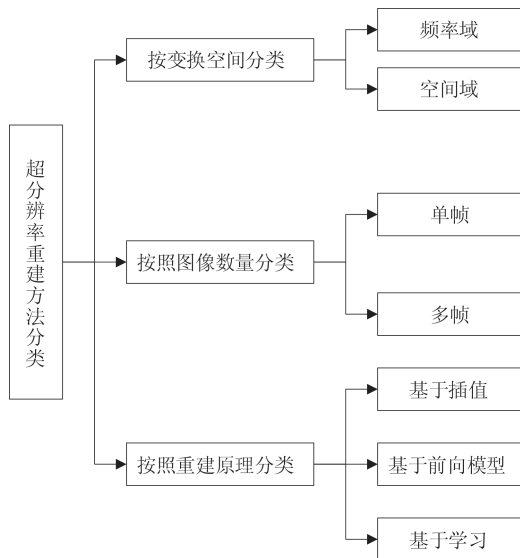 超分辨率重建方法分类
按变换空间分类
频率域
空间域
按照图像数量分类
单帧
多帧
按照重建原理分类
基于插值
基于前向模型
基于学习